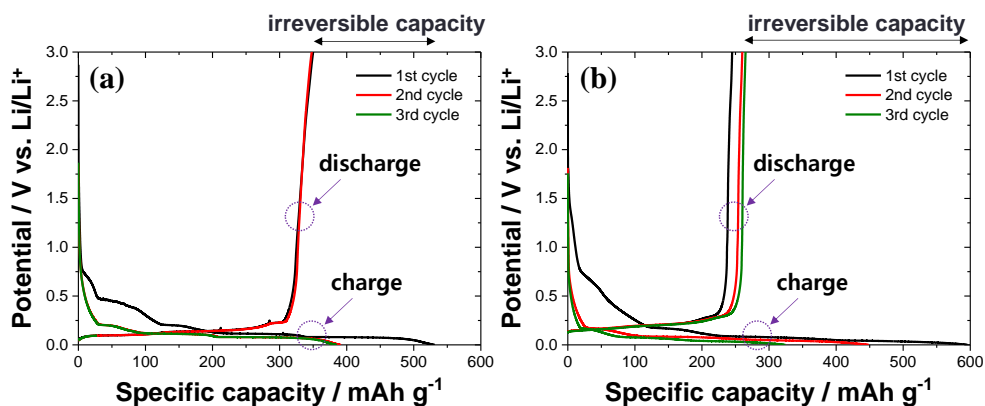 irreversible capacity
(a)
1st cycle
2nd cycle
3rd cycle
discharge
charge
3.0
2.5
2.0
1.5
1.0
0.5
0.0
0 100 200 300 400 500 600
Potential / V vs. Li/Li⁺
Specific capacity / mAh g⁻¹
irreversible capacity
(b)
1st cycle
2nd cycle
3rd cycle
discharge
charge
3.0
2.5
2.0
1.5
1.0
0.5
0.0
0 100 200 300 400 500 600
Potential / V vs. Li/Li⁺
Specific capacity / mAh g⁻¹